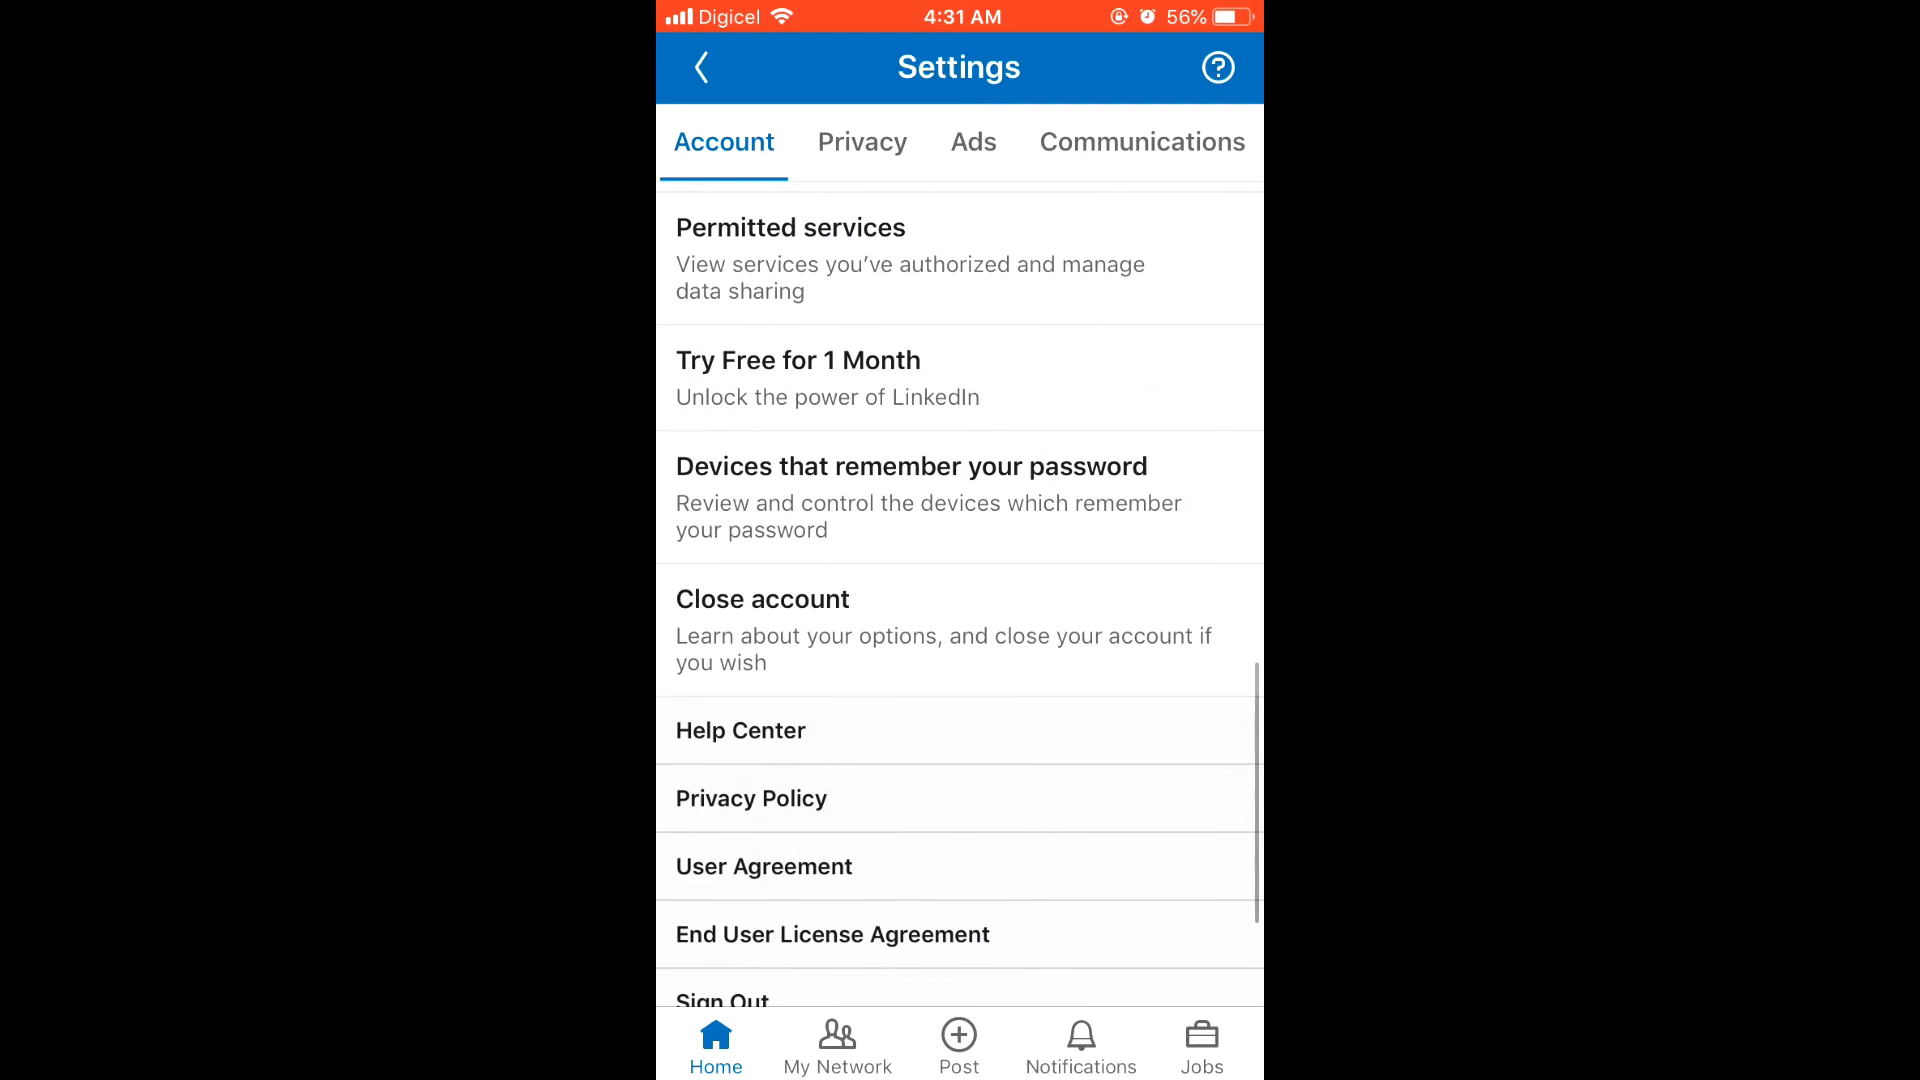 Digicel 4:31 AM 56%
Settings
Account Privacy Ads Communications
Permitted services
View services you’ve authorized and manage
data sharing
Try Free for 1 Month
Unlock the power of LinkedIn
Devices that remember your password
Review and control the devices which remember
your password
Close account
Learn about your options, and close your account if
you wish
Help Center
Privacy Policy
User Agreement
End User License Agreement
Sign Out
Home My Network Post Notifications Jobs